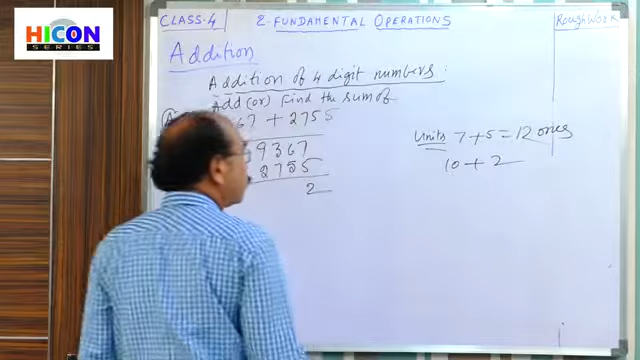 HICON
SERIES
CLASS-4
2-FUNDAMENTAL OPERATIONS
Rough Work
Addition
Addition of 4 digit numbers:
Add (or) Find the sum of
67 + 2755
9367
2755
2
Units 7+5=12 ones
10+2